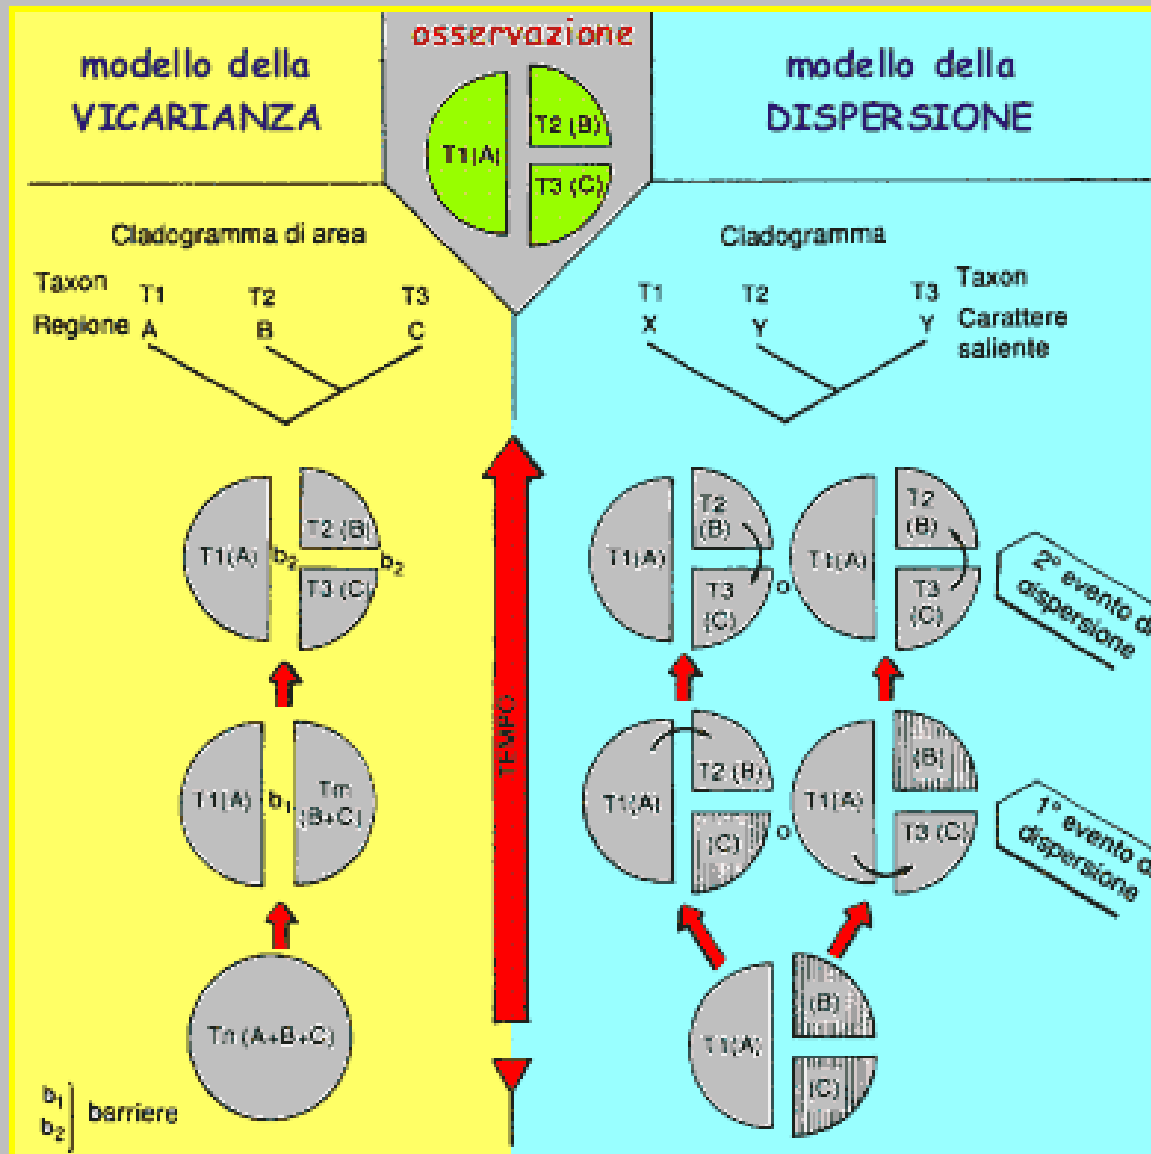 osservazione
T1(A)
T2 (B)
T3 (C)
modello della
VICARIANZA
Cladogramma di area
Taxon T1 T2 T3
Regione A B C
T1(A) b2 T2 (B) b2
T3 (C)
T1(A) b1 Tm
(B+C)
Tn (A+B+C)
b1
b2
barriere
TEMPO
modello della
DISPERSIONE
Cladogramma
T1 T2 T3 Taxon
X Y Y Carattere
saliente
T1(A) T2
(B)
T3
(C)
o
T1(A) T2
(B)
T3
(C)
2° evento di
dispersione
T1(A) T2 (B)
(C)
o
T1(A) (B)
T3 (C)
1° evento di
dispersione
T1(A) (B)
(C)